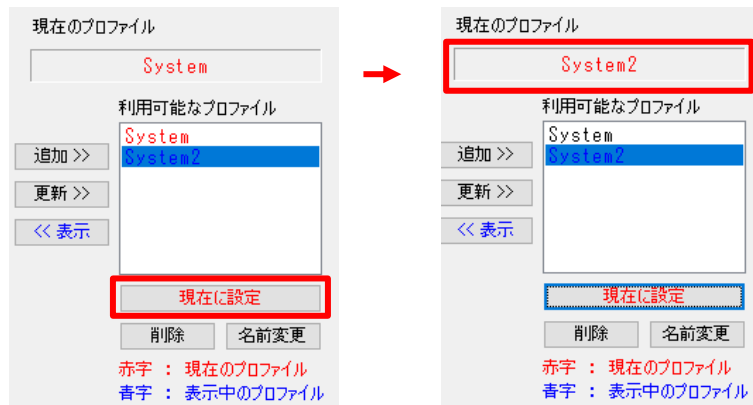 現在のプロファイル
System
利用可能なプロファイル
System
System2
追加 >>
更新 >>
<< 表示
現在に設定
削除
名前変更
赤字 : 現在のプロファイル
青字 : 表示中のプロファイル
現在のプロファイル
System2
利用可能なプロファイル
System
System2
追加 >>
更新 >>
<< 表示
現在に設定
削除
名前変更
赤字 : 現在のプロファイル
青字 : 表示中のプロファイル